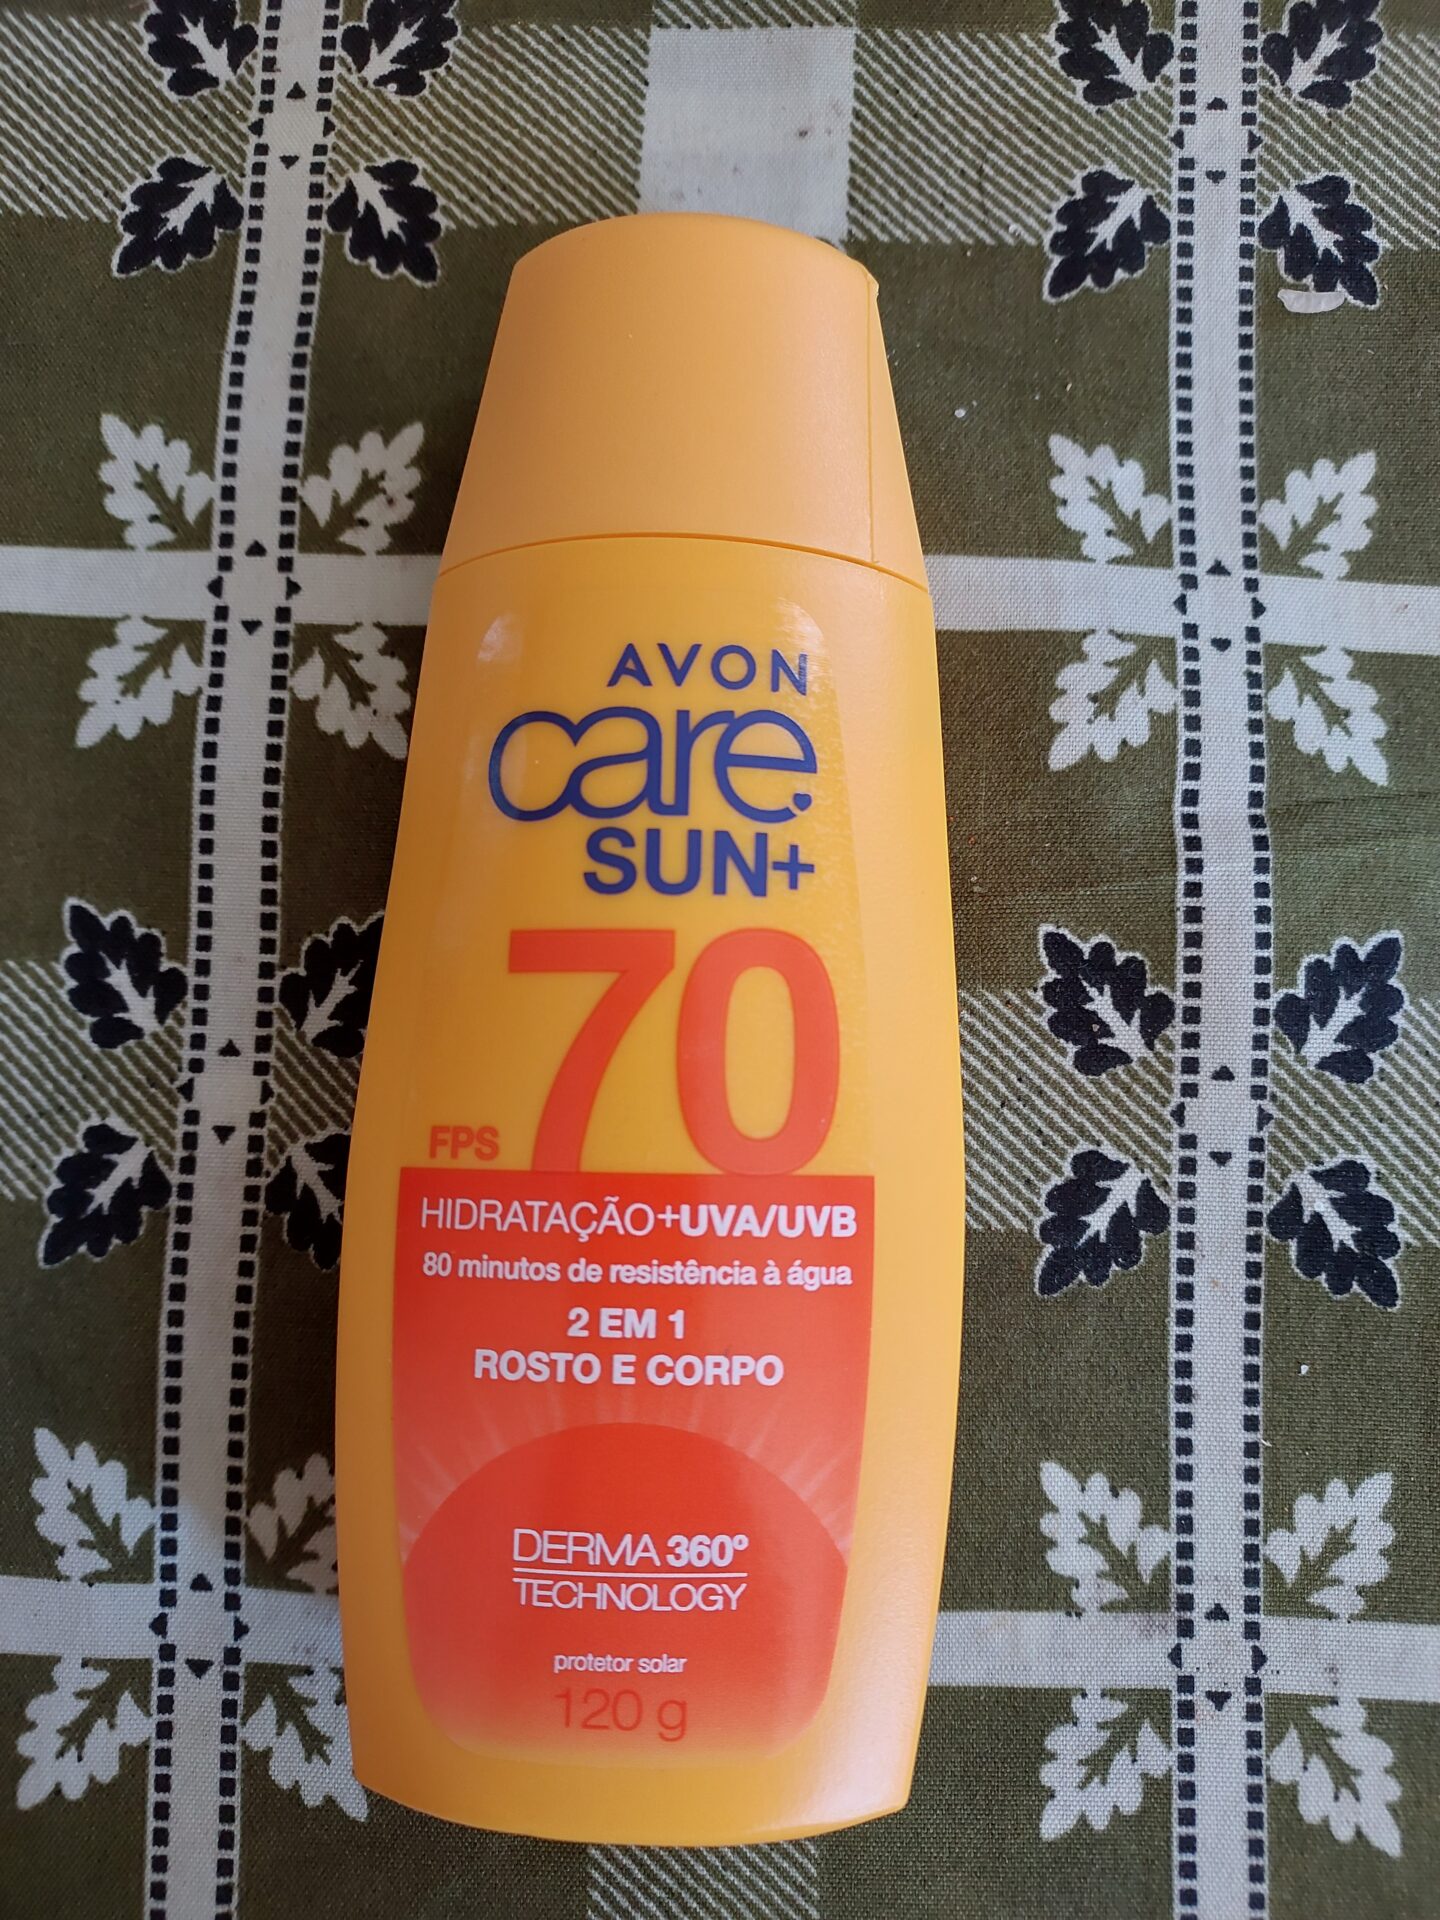 AVON
care
SUN+
70
FPS
HIDRATAÇÃO+UVA/UVB
80 minutos de resistência à água
2 EM 1
ROSTO E CORPO
DERMA 360º
TECHNOLOGY
protetor solar
120 g